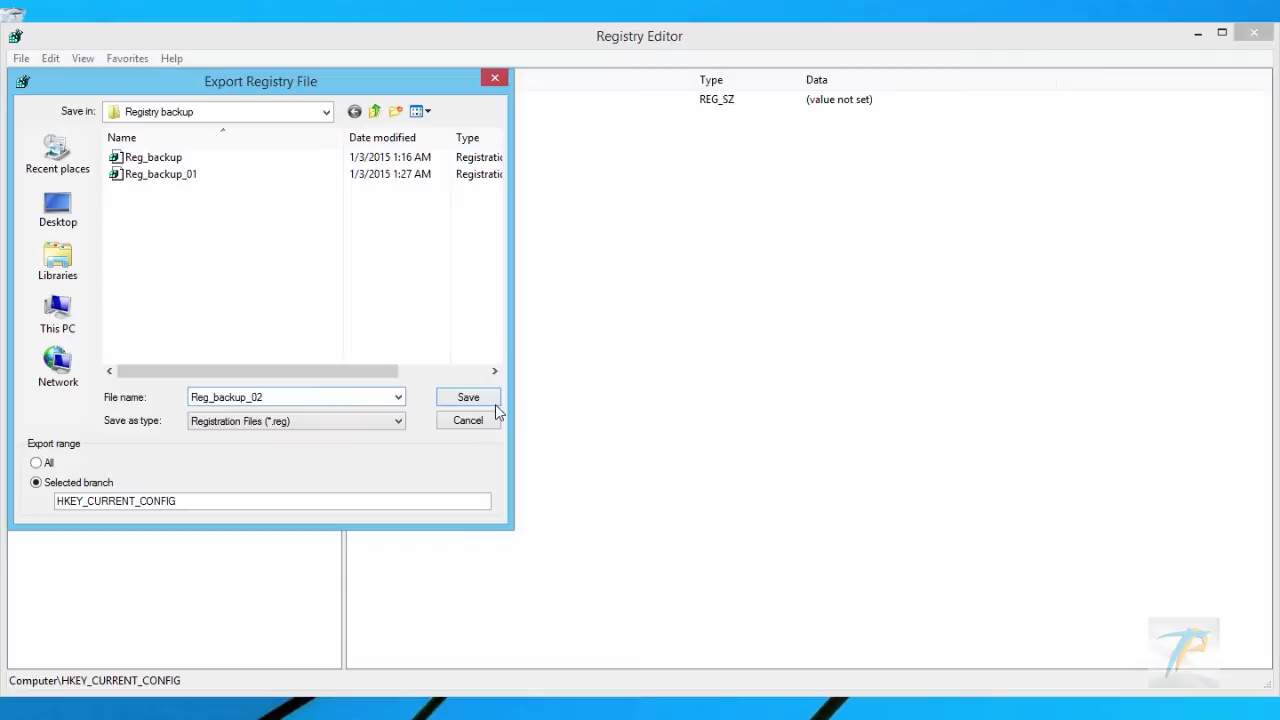 Registry Editor
File Edit View Favorites Help
Export Registry File
Type Data
Save in: Registry backup
REG_SZ (value not set)
Name Date modified Type
Reg_backup 1/3/2015 1:16 AM Registratic
Reg_backup_01 1/3/2015 1:27 AM Registratic
Recent places
Desktop
Libraries
This PC
Network
File name: Reg_backup_02 Save
Save as type: Registration Files (*.reg) Cancel
Export range
All
Selected branch
HKEY_CURRENT_CONFIG
Computer\HKEY_CURRENT_CONFIG